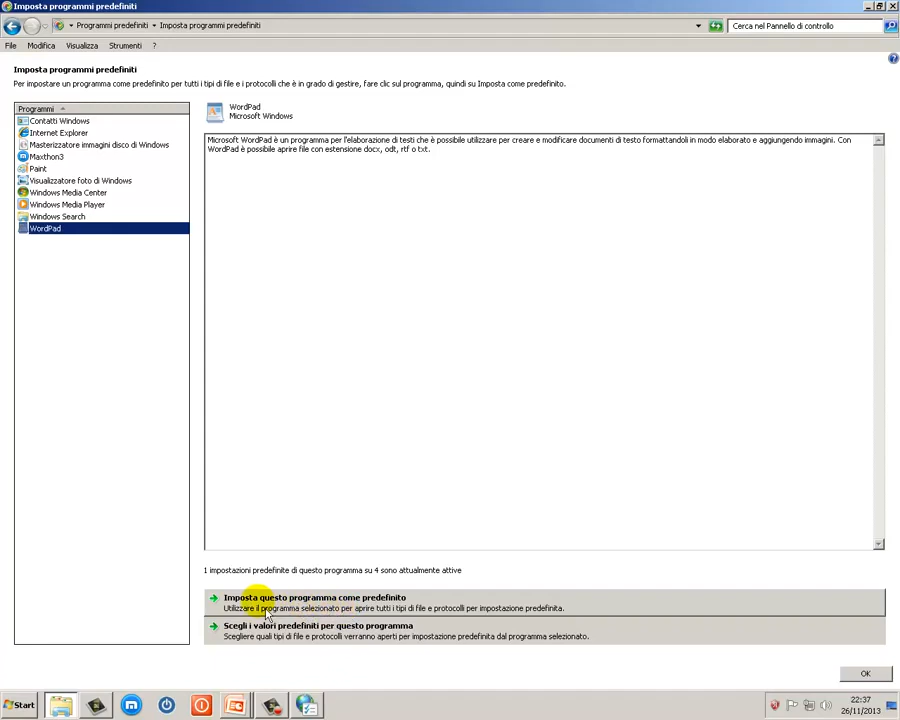 Imposta programmi predefiniti
Programmi predefiniti
Imposta programmi predefiniti
Cerca nel Pannello di controllo
File
Modifica
Visualizza
Strumenti
?
Imposta programmi predefiniti
Per impostare un programma come predefinito per tutti i tipi di file e i protocolli che è in grado di gestire, fare clic sul programma, quindi su Imposta come predefinito.
Programmi
Contatti Windows
Internet Explorer
Masterizzatore immagini disco di Windows
Maxthon3
Paint
Visualizzatore foto di Windows
Windows Media Center
Windows Media Player
Windows Search
WordPad
WordPad
Microsoft Windows
Microsoft WordPad è un programma per l'elaborazione di testi che è possibile utilizzare per creare e modificare documenti di testo formattandoli in modo elaborato e aggiungendo immagini. Con
WordPad è possibile aprire file con estensione docx, odt, rtf o txt.
1 impostazioni predefinite di questo programma su 4 sono attualmente attive
Imposta questo programma come predefinito
Utilizzare il programma selezionato per aprire tutti i tipi di file e protocolli per impostazione predefinita.
Scegli i valori predefiniti per questo programma
Scegliere quali tipi di file e protocolli verranno aperti per impostazione predefinita dal programma selezionato.
OK
Start
22:37
26/11/2013